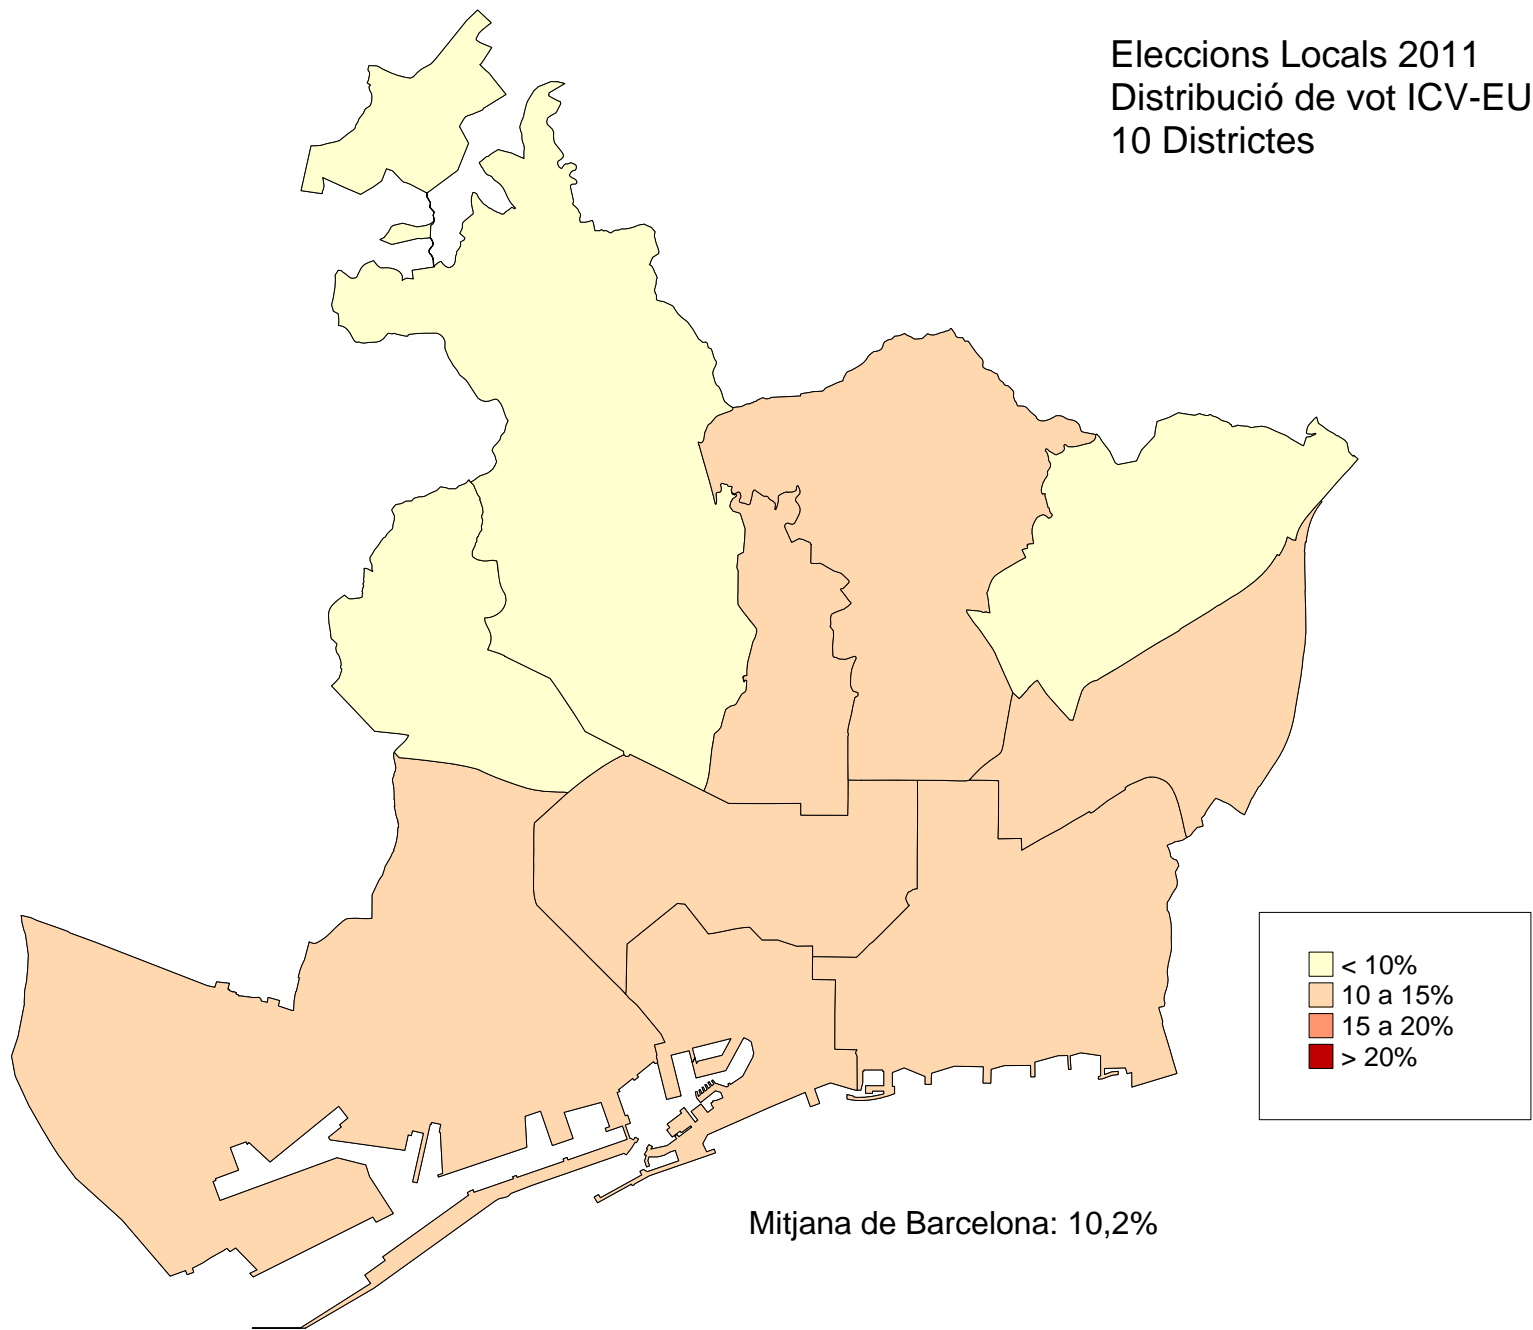 Eleccions Locals 2011
Distribució de vot ICV-EU
10 Districtes
< 10%
10 a 15%
15 a 20%
> 20%
Mitjana de Barcelona: 10,2%